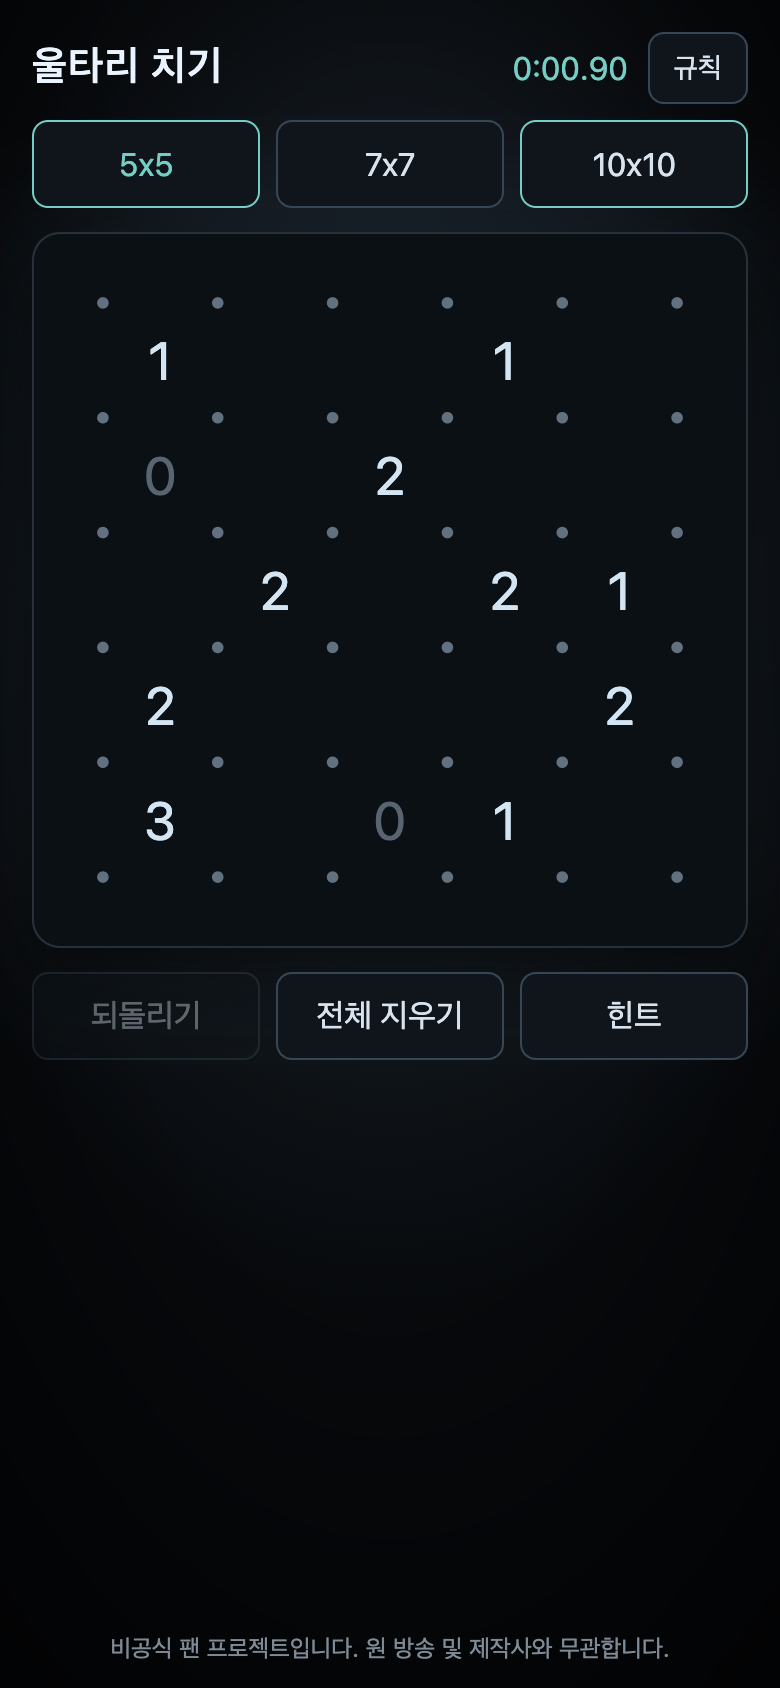 울타리 치기 0:00.90 규칙
5x5 7x7 10x10
1 1
0 2
2 2 1
2 2
3 0 1
되돌리기 전체 지우기 힌트
비공식 팬 프로젝트입니다. 원 방송 및 제작사와 무관합니다.